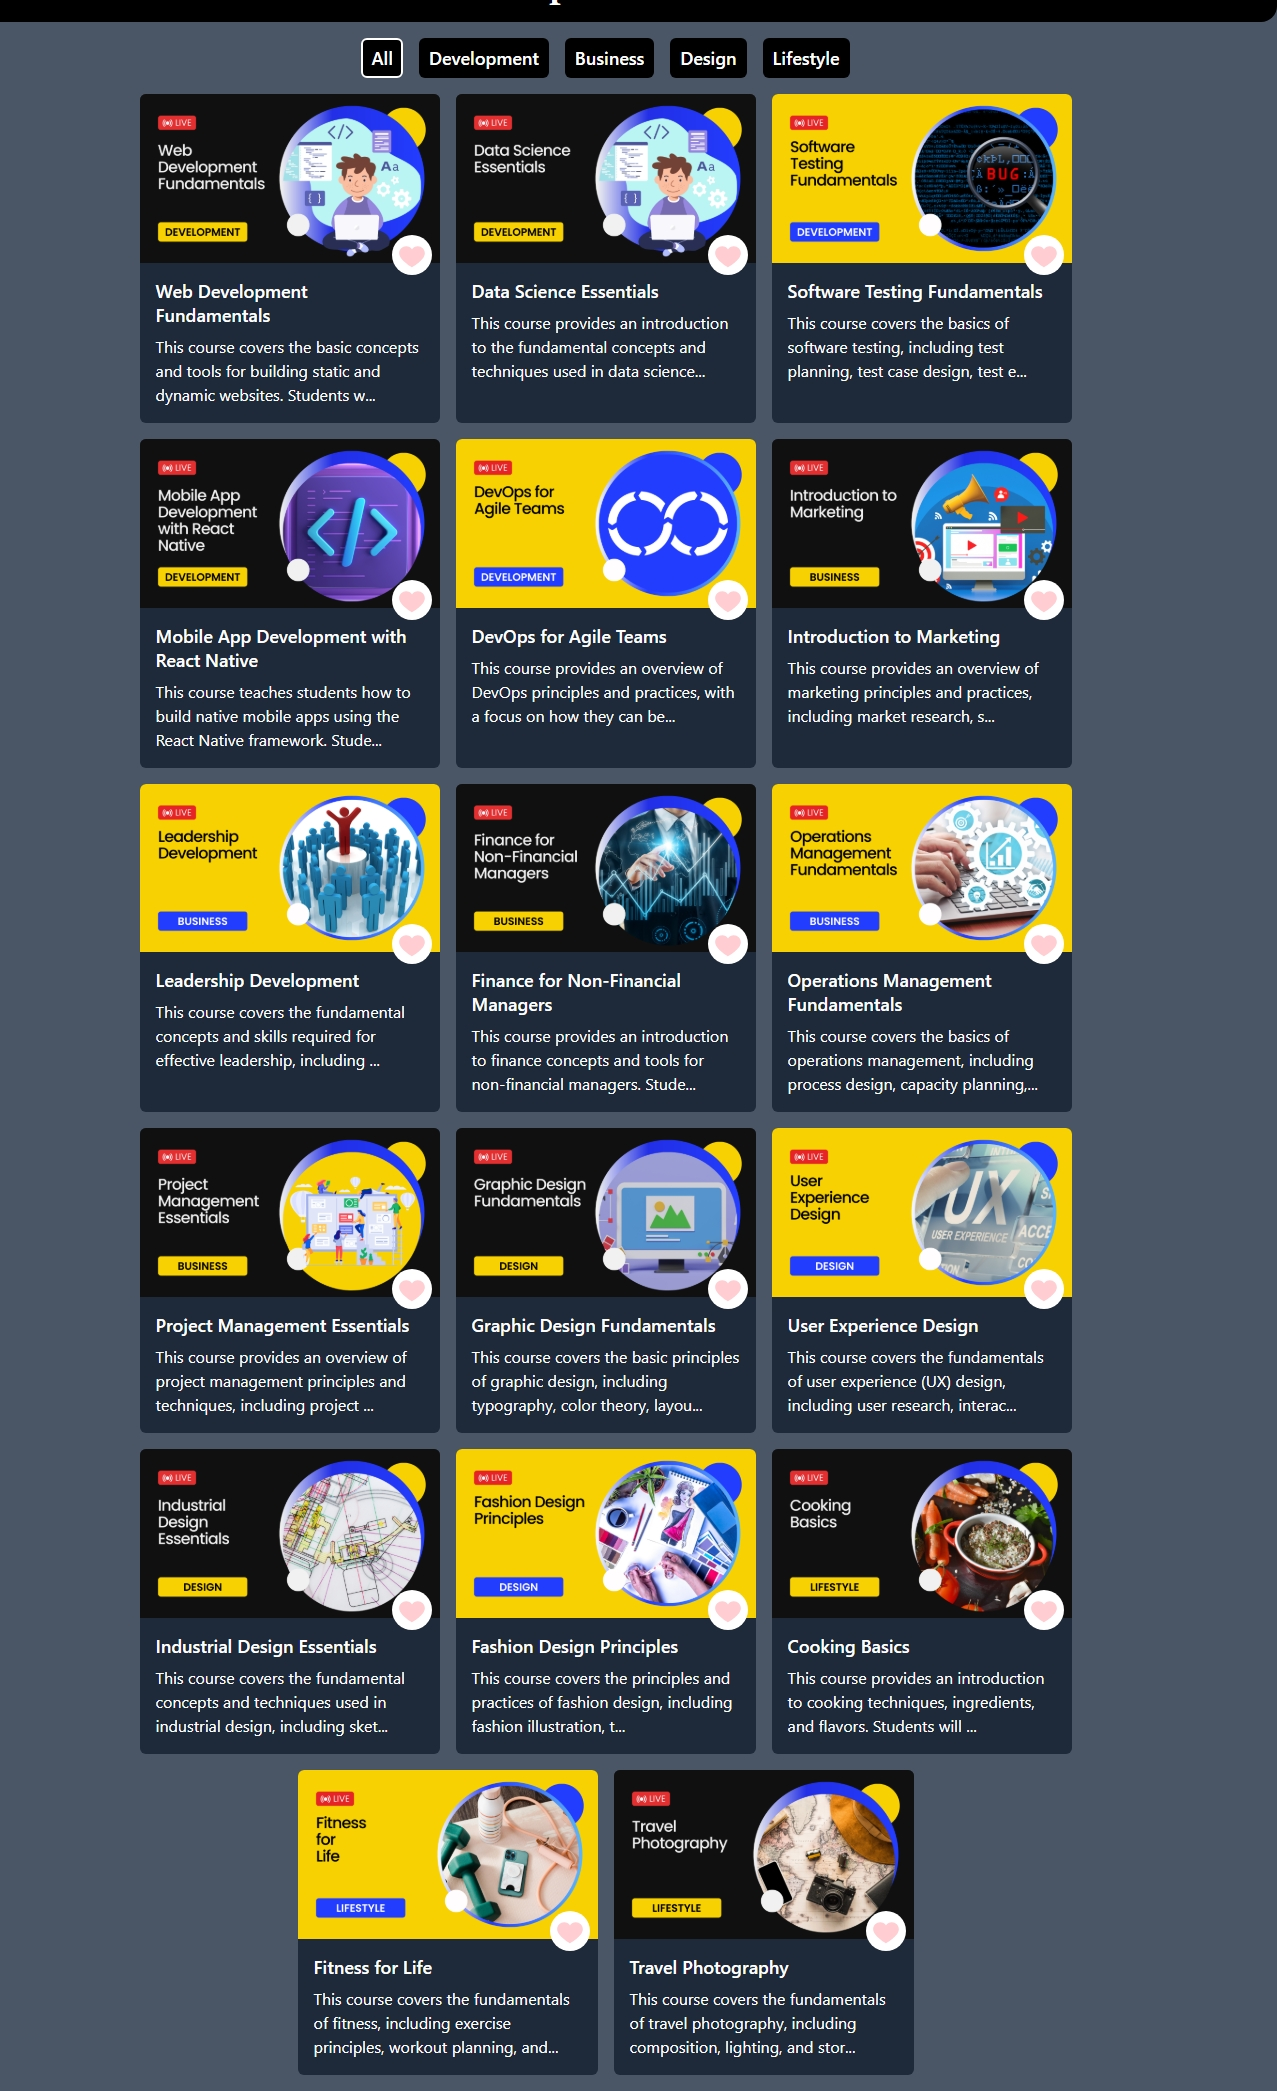 All
Development
Business
Design
Lifestyle
LIVE
Web
Development
Fundamentals
DEVELOPMENT
Aa
Web Development
Fundamentals
This course covers the basic concepts
and tools for building static and
dynamic websites. Students w...
LIVE
Data Science
Essentials
DEVELOPMENT
Aa
Data Science Essentials
This course provides an introduction
to the fundamental concepts and
techniques used in data science...
LIVE
Software
Testing
Fundamentals
DEVELOPMENT
BUG
Software Testing Fundamentals
This course covers the basics of
software testing, including test
planning, test case design, test e...
LIVE
Mobile App
Development
with React
Native
DEVELOPMENT
</>
Mobile App Development with
React Native
This course teaches students how to
build native mobile apps using the
React Native framework. Stude...
LIVE
DevOps for
Agile Teams
DEVELOPMENT
DevOps for Agile Teams
This course provides an overview of
DevOps principles and practices, with
a focus on how they can be...
LIVE
Introduction to
Marketing
BUSINESS
Introduction to Marketing
This course provides an overview of
marketing principles and practices,
including market research, s...
LIVE
Leadership
Development
BUSINESS
Leadership Development
This course covers the fundamental
concepts and skills required for
effective leadership, including ...
LIVE
Finance for
Non-Financial
Managers
BUSINESS
Finance for Non-Financial
Managers
This course provides an introduction
to finance concepts and tools for
non-financial managers. Stude...
LIVE
Operations
Management
Fundamentals
BUSINESS
Operations Management
Fundamentals
This course covers the basics of
operations management, including
process design, capacity planning,...
LIVE
Project
Management
Essentials
BUSINESS
Project Management Essentials
This course provides an overview of
project management principles and
techniques, including project ...
LIVE
Graphic Design
Fundamentals
DESIGN
Graphic Design Fundamentals
This course covers the basic principles
of graphic design, including
typography, color theory, layou...
LIVE
User
Experience
Design
DESIGN
UX
USER EXPERIENCE
ACCE
User Experience Design
This course covers the fundamentals
of user experience (UX) design,
including user research, interac...
LIVE
Industrial
Design
Essentials
DESIGN
Industrial Design Essentials
This course covers the fundamental
concepts and techniques used in
industrial design, including sket...
LIVE
Fashion Design
Principles
DESIGN
Fashion Design Principles
This course covers the principles and
practices of fashion design, including
fashion illustration, t...
LIVE
Cooking
Basics
LIFESTYLE
Cooking Basics
This course provides an introduction
to cooking techniques, ingredients,
and flavors. Students will ...
LIVE
Fitness
for
Life
LIFESTYLE
Fitness for Life
This course covers the fundamentals
of fitness, including exercise
principles, workout planning, and...
LIVE
Travel
Photography
LIFESTYLE
Travel Photography
This course covers the fundamentals
of travel photography, including
composition, lighting, and stor...